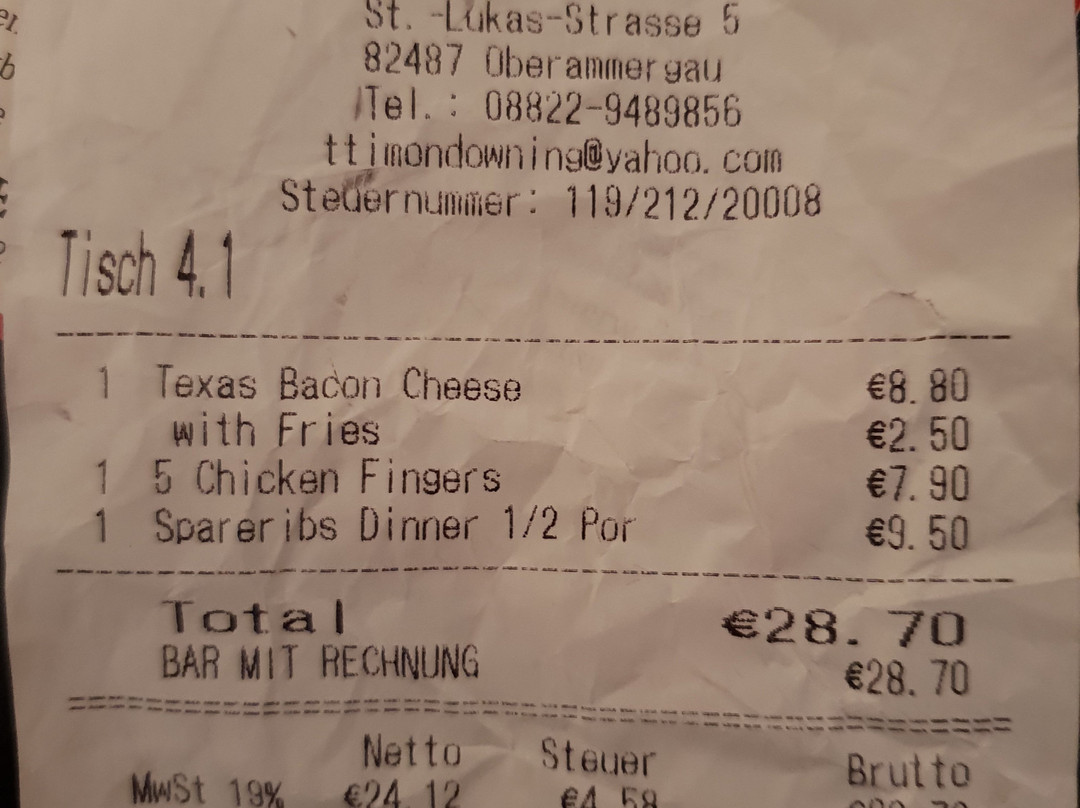 St. -Lukas-Strasse 5
82487 Oberammergau
Tel. : 08822-9489856
ttimondowning@yahoo.com
Steuernummer: 119/212/20008
Tisch 4.1
1 Texas Bacon Cheese €8.80
with Fries €2.50
1 5 Chicken Fingers €7.90
1 Spareribs Dinner 1/2 Por €9.50
Total €28.70
BAR MIT RECHNUNG €28.70
Netto Steuer Brutto
MwSt 19% €24.12 €4.58